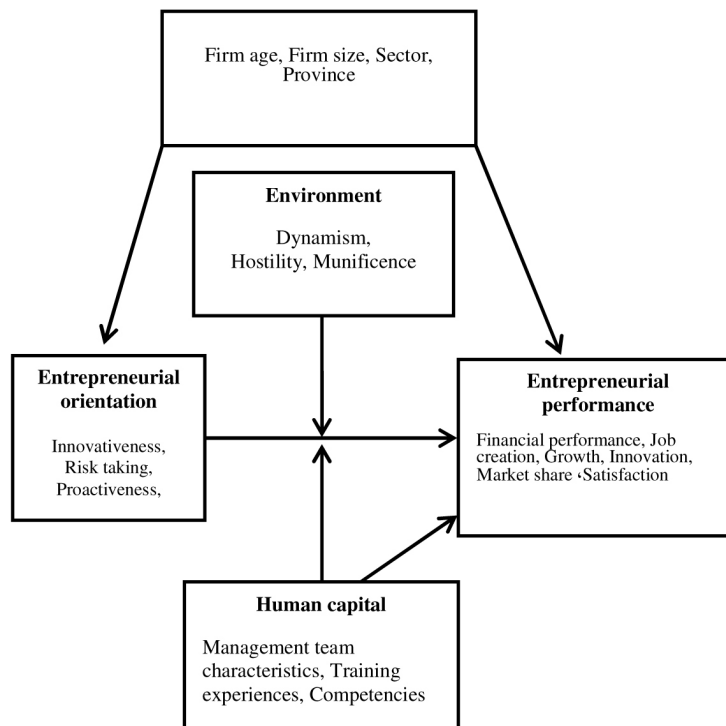 Firm age, Firm size, Sector,
Province
Environment
Dynamism,
Hostility, Munificence
Entrepreneurial
orientation
Innovativeness,
Risk taking,
Proactiveness,
Entrepreneurial
performance
Financial performance, Job
creation, Growth, Innovation,
Market share ،Satisfaction
Human capital
Management team
characteristics, Training
experiences, Competencies